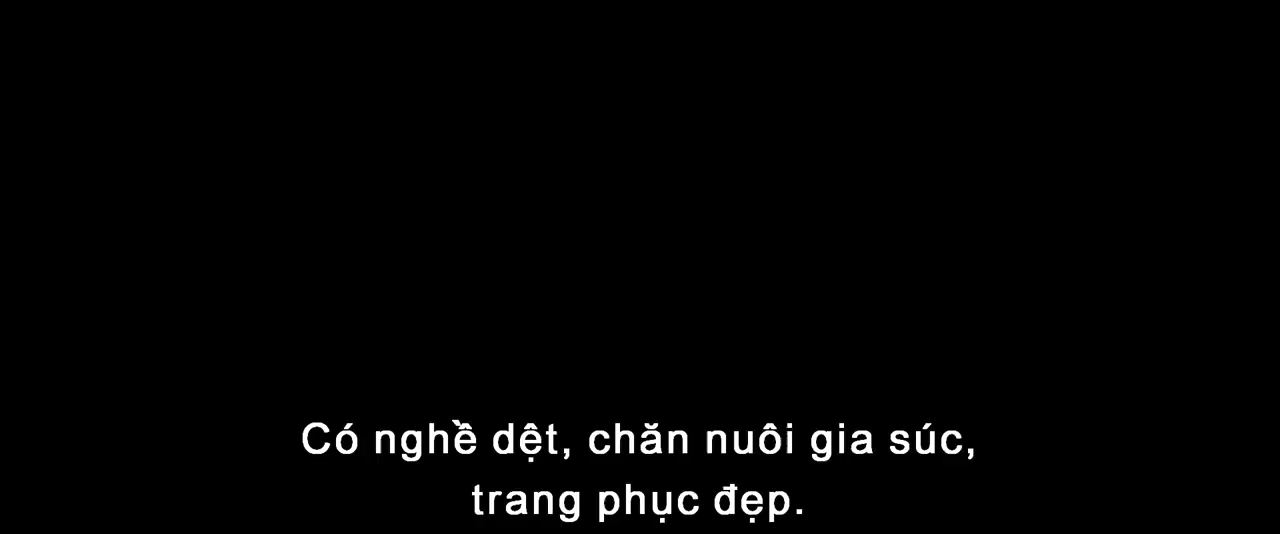 Có nghề dệt, chăn nuôi gia súc,
trang phục đẹp.